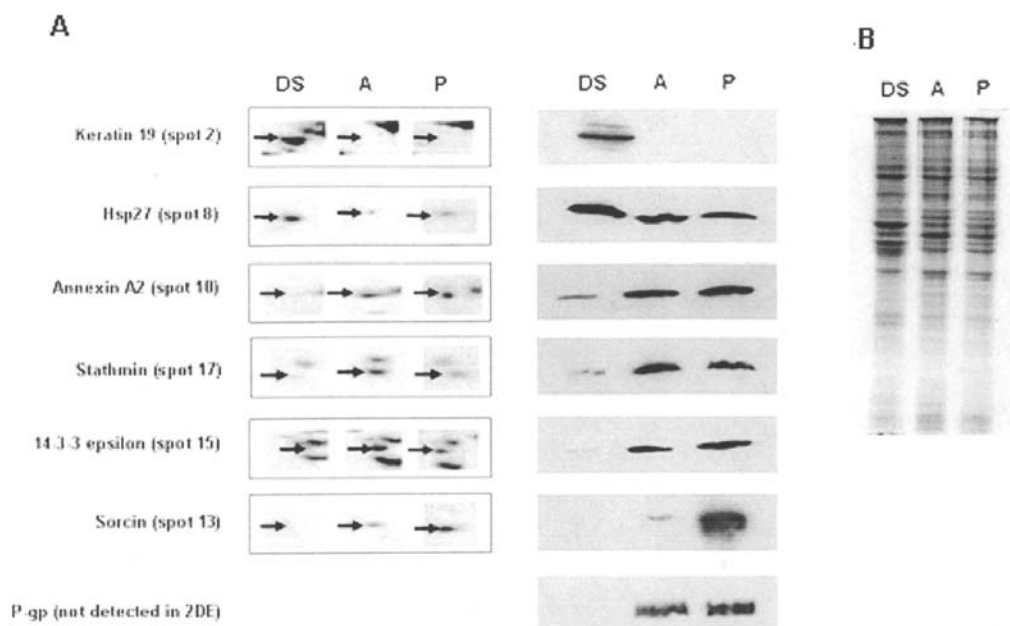 A
B
DS A P
DS A P
DS A P
Keratin 19 (spot 2)
Hsp27 (spot 8)
Annexin A2 (spot 10)
Stathmin (spot 17)
14-3-3 epsilon (spot 15)
Sorcin (spot 13)
P-gp (not detected in 2DE)